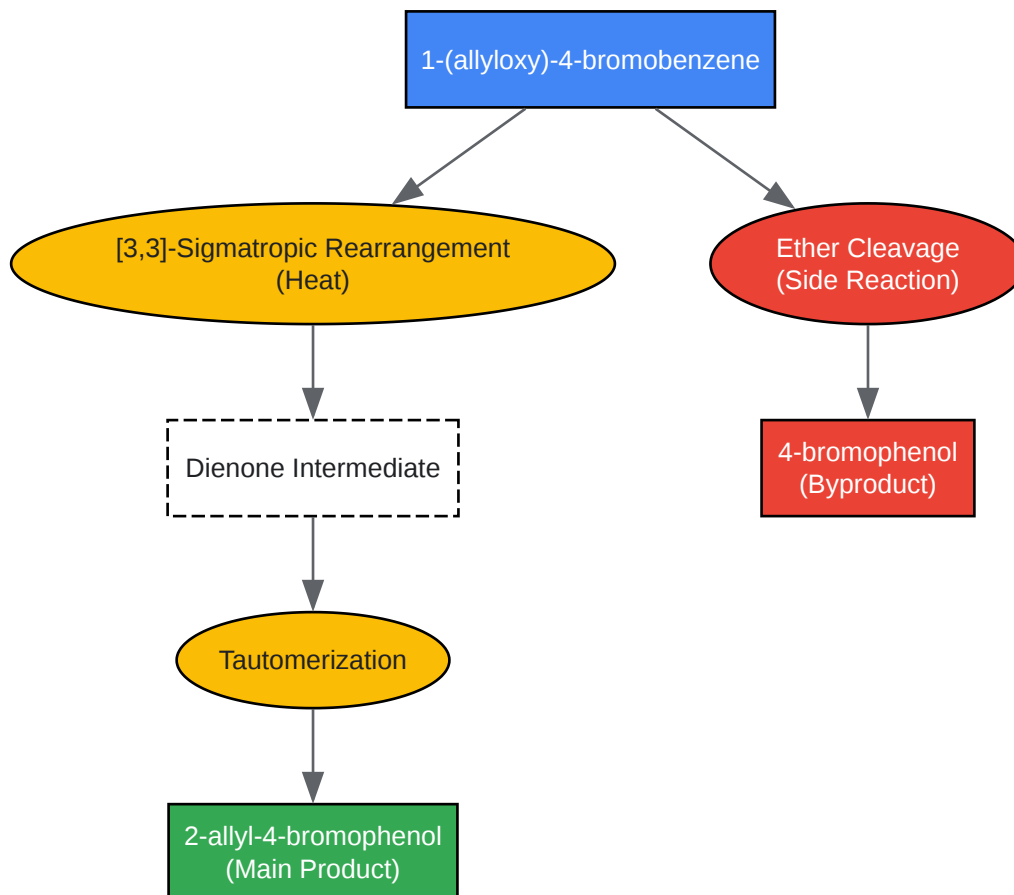 1-(allyloxy)-4-bromobenzene
[3,3]-Sigmatropic Rearrangement
(Heat)
Ether Cleavage
(Side Reaction)
Dienone Intermediate
4-bromophenol
(Byproduct)
Tautomerization
2-allyl-4-bromophenol
(Main Product)